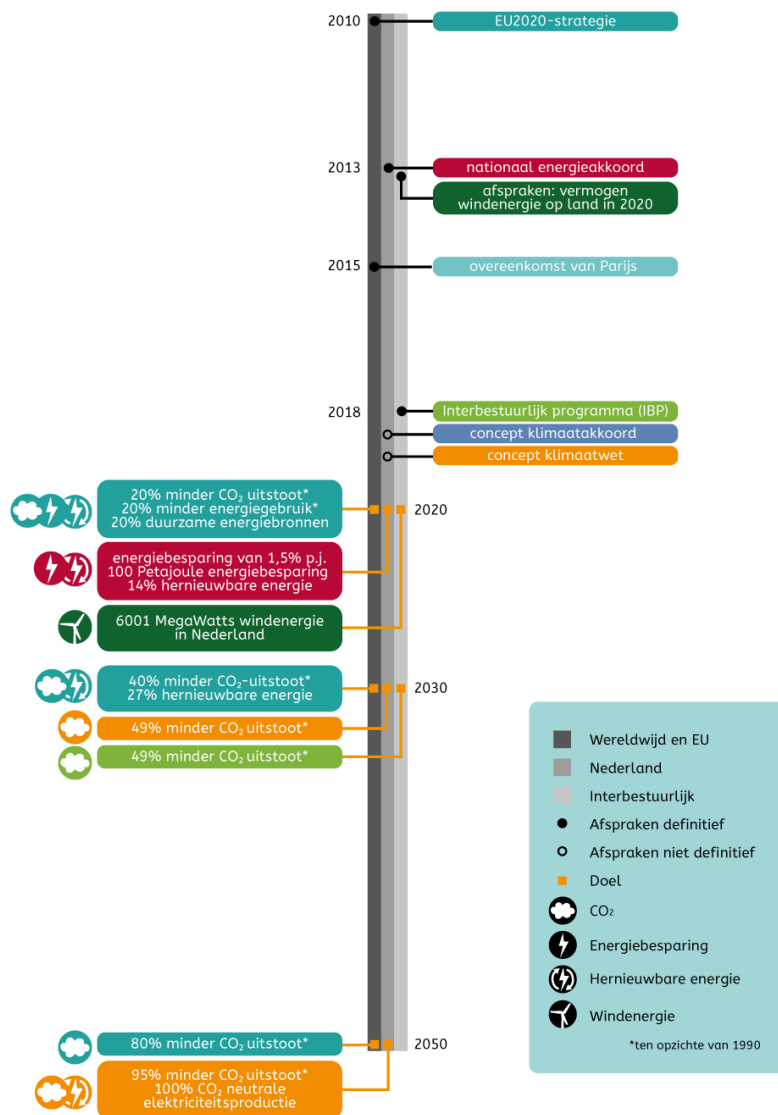 2010
EU2020-strategie
2013
nationaal energieakkoord
afspraken: vermogen
windenergie op land in 2020
2015
overeenkomst van Parijs
2018
Interbestuurlijk programma (IBP)
concept klimaatakkoord
concept klimaatwet
20% minder CO₂ uitstoot*
20% minder energiegebruik*
20% duurzame energiebronnen
2020
energiebesparing van 1,5% p.j.
100 Petajoule energiebesparing
14% hernieuwbare energie
6001 MegaWatts windenergie
in Nederland
40% minder CO₂-uitstoot*
27% hernieuwbare energie
2030
49% minder CO₂ uitstoot*
49% minder CO₂ uitstoot*
Wereldwijd en EU
Nederland
Interbestuurlijk
Afspraken definitief
Afspraken niet definitief
Doel
CO₂
Energiebesparing
Hernieuwbare energie
Windenergie
*ten opzichte van 1990
80% minder CO₂ uitstoot*
2050
95% minder CO₂ uitstoot*
100% CO₂ neutrale
elektriciteitsproductie